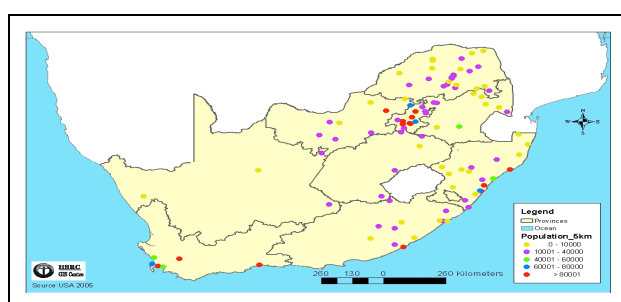 N
W E
S
Legend
Provinces
Ocean
Population_5km
0 - 10000
10001 - 40000
40001 - 60000
60001 - 80000
> 80001
260 130 0 260 Kilometers
HSRC
GIS Centre
Source:USA 2005